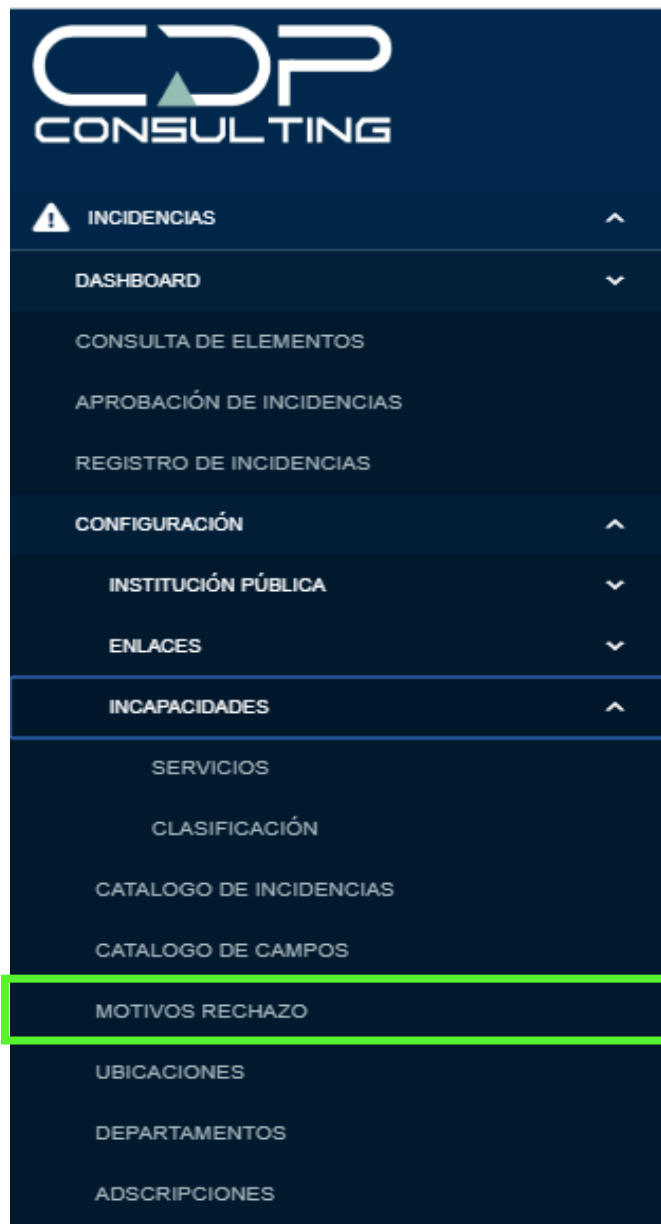 CDP
CONSULTING
INCIDENCIAS
DASHBOARD
CONSULTA DE ELEMENTOS
APROBACIÓN DE INCIDENCIAS
REGISTRO DE INCIDENCIAS
CONFIGURACIÓN
INSTITUCIÓN PÚBLICA
ENLACES
INCAPACIDADES
SERVICIOS
CLASIFICACIÓN
CATALOGO DE INCIDENCIAS
CATALOGO DE CAMPOS
MOTIVOS RECHAZO
UBICACIONES
DEPARTAMENTOS
ADSCRIPCIONES